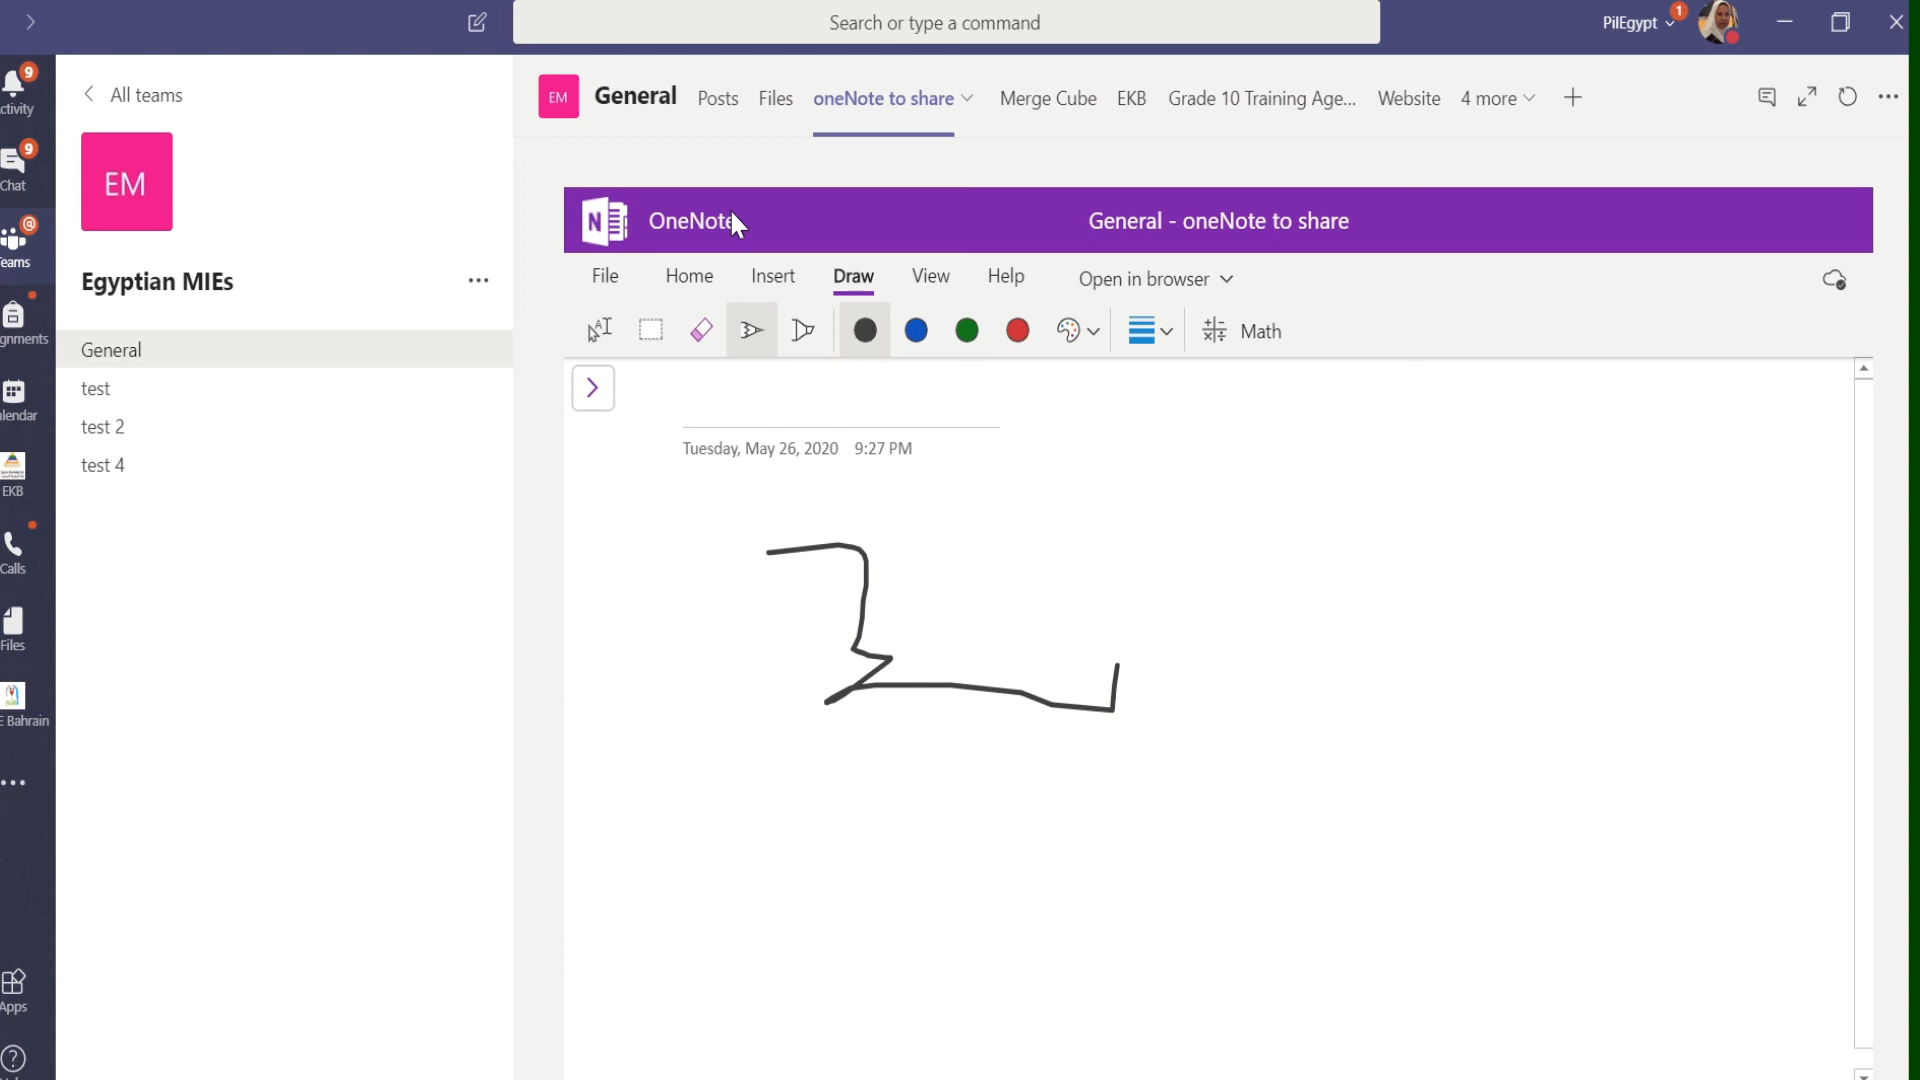 Search or type a command
PilEgypt
1
9
ctivity
9
Chat
@
eams
gnments
lendar
EKB
Calls
Files
E Bahrain
Apps
All teams
EM
Egyptian MIEs
General
test
test 2
test 4
EM
General
Posts
Files
oneNote to share
Merge Cube
EKB
Grade 10 Training Age...
Website
4 more
N
OneNote
General - oneNote to share
File
Home
Insert
Draw
View
Help
Open in browser
Math
Tuesday, May 26, 2020 9:27 PM